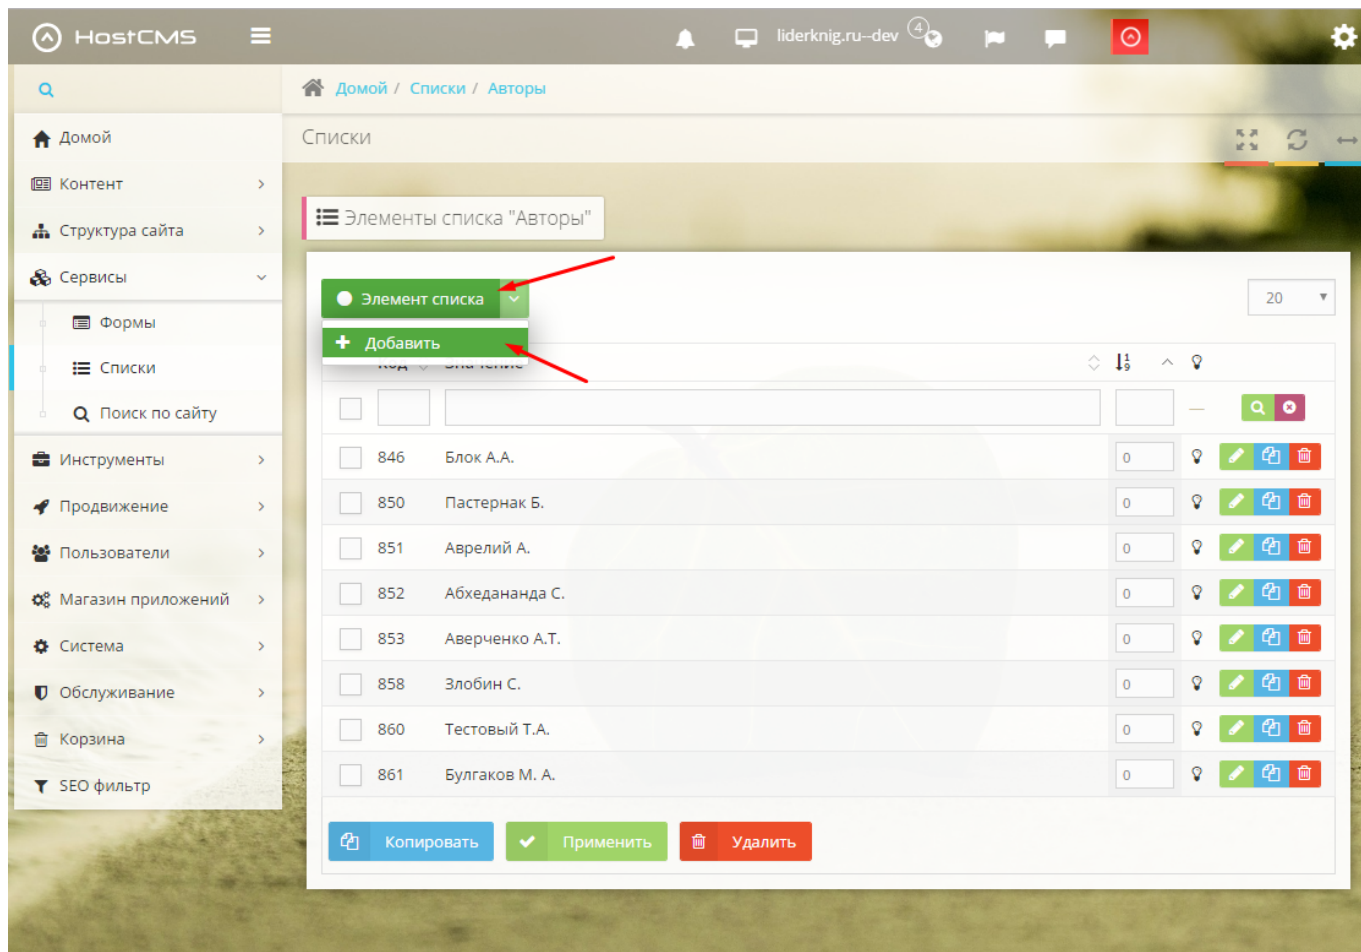 HostCMS
liderknig.ru--dev 4
Домой / Списки / Авторы
Домой
Списки
Контент
Структура сайта
Элементы списка "Авторы"
Сервисы
Элемент списка
20
Формы
Добавить
Списки
Код Значение
Поиск по сайту
Инструменты
846 Блок А.А. 0
Продвижение
850 Пастернак Б. 0
Пользователи
851 Аврелий А. 0
Магазин приложений
852 Абхедананда С. 0
Система
853 Аверченко А.Т. 0
Обслуживание
858 Злобин С. 0
Корзина
860 Тестовый Т.А. 0
SEO фильтр
861 Булгаков М. А. 0
Копировать Применить Удалить